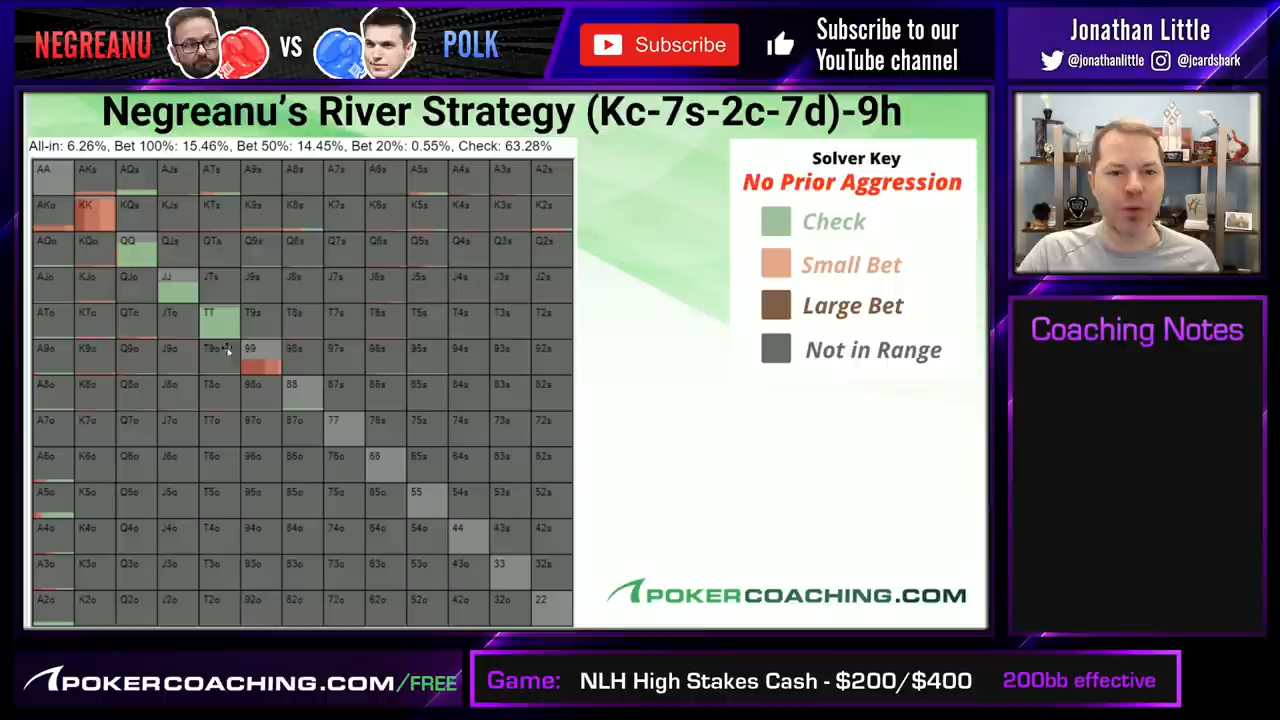 NEGREANU VS POLK
Subscribe
Subscribe to our
YouTube channel
Jonathan Little
@jonathanlittle @jcardshark
Negreanu's River Strategy (Kc-7s-2c-7d)-9h
All-in: 6.26%, Bet 100%: 15.46%, Bet 50%: 14.45%, Bet 20%: 0.55%, Check: 63.28%
AA AKs AQs AJs ATs A9s A8s A7s A6s A5s A4s A3s A2s
AKo KK KQs KJs KTs K9s K8s K7s K6s K5s K4s K3s K2s
AQo KQo QQ QJs QTs Q9s Q8s Q7s Q6s Q5s Q4s Q3s Q2s
AJo KJo QJo JJ JTs J9s J8s J7s J6s J5s J4s J3s J2s
ATo KTo QTo JTo TT T9s T8s T7s T6s T5s T4s T3s T2s
A9o K9o Q9o J9o T9o 99 98s 97s 96s 95s 94s 93s 92s
A8o K8o Q8o J8o T8o 98o 88 87s 86s 85s 84s 83s 82s
A7o K7o Q7o J7o T7o 97o 87o 77 76s 75s 74s 73s 72s
A6o K6o Q6o J6o T6o 96o 86o 76o 66 65s 64s 63s 62s
A5o K5o Q5o J5o T5o 95o 85o 75o 65o 55 54s 53s 52s
A4o K4o Q4o J4o T4o 94o 84o 74o 64o 54o 44 43s 42s
A3o K3o Q3o J3o T3o 93o 83o 73o 63o 53o 43o 33 32s
A2o K2o Q2o J2o T2o 92o 82o 72o 62o 52o 42o 32o 22
Solver Key
No Prior Aggression
Check
Small Bet
Large Bet
Not in Range
POKERCOACHING.COM
Coaching Notes
POKERCOACHING.COM/FREE
Game: NLH High Stakes Cash - $200/$400 200bb effective